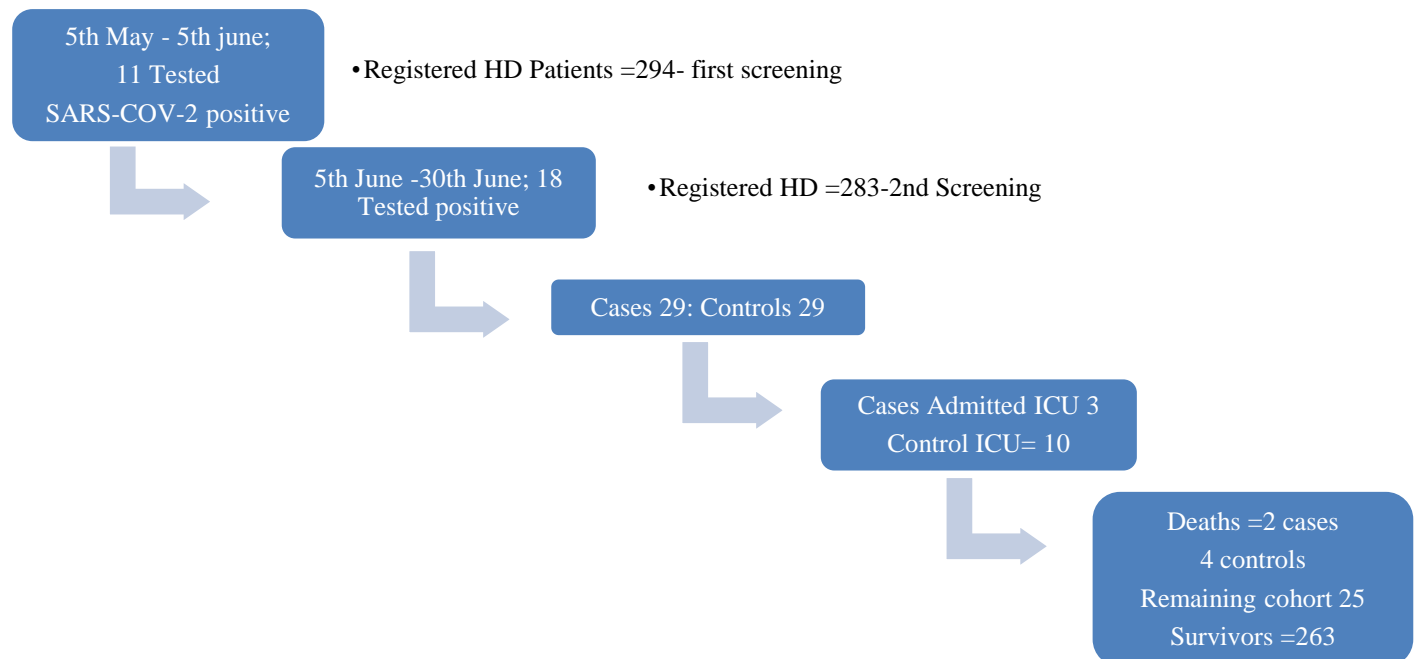 5th May - 5th june;
11 Tested
SARS-COV-2 positive
•Registered HD Patients =294- first screening
5th June -30th June; 18
Tested positive
•Registered HD =283-2nd Screening
Cases 29: Controls 29
Cases Admitted ICU 3
Control ICU= 10
Deaths =2 cases
4 controls
Remaining cohort 25
Survivors =263